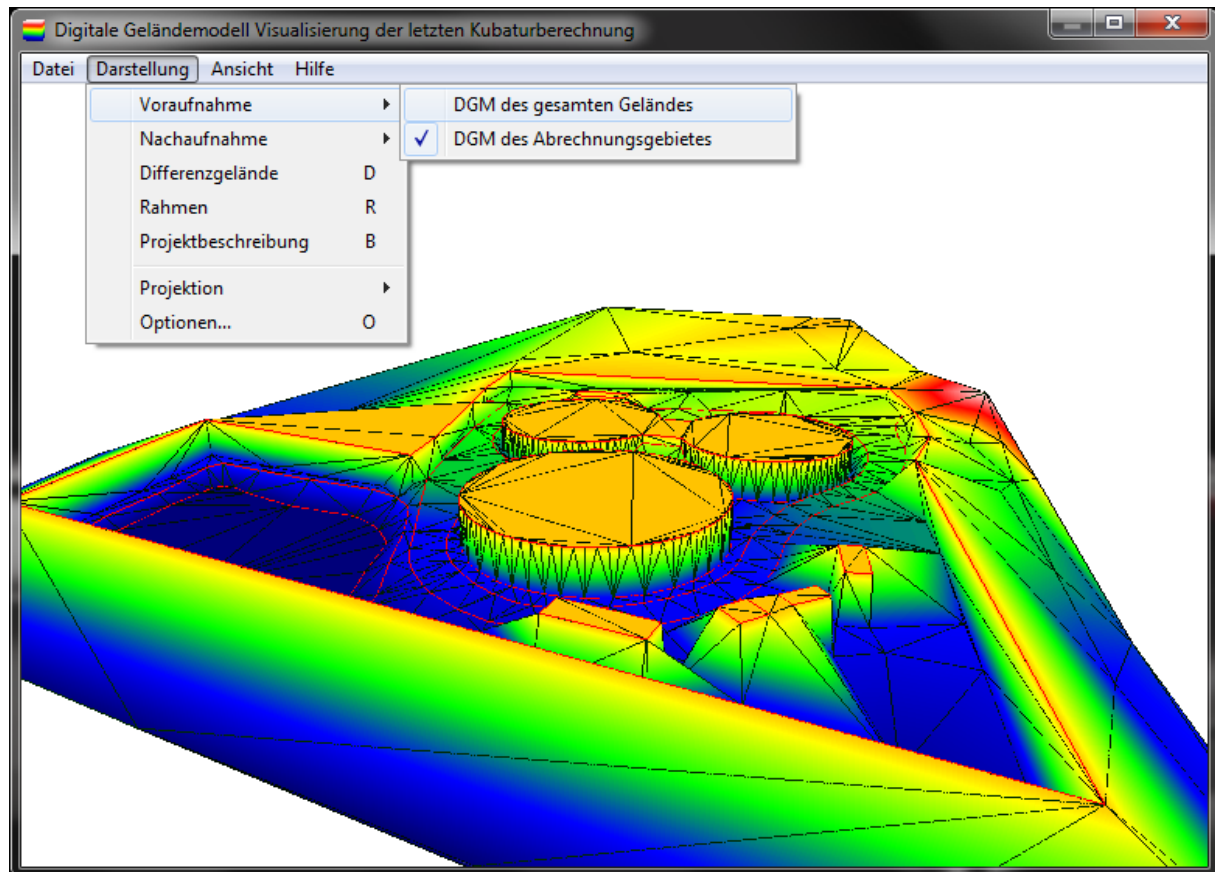 Digitale Geländemodell Visualisierung der letzten Kubaturberechnung
Datei Darstellung Ansicht Hilfe
Voraufnahme
DGM des gesamten Geländes
Nachaufnahme
DGM des Abrechnungsgebietes
Differenzgelände D
Rahmen R
Projektbeschreibung B
Projektion
Optionen... O